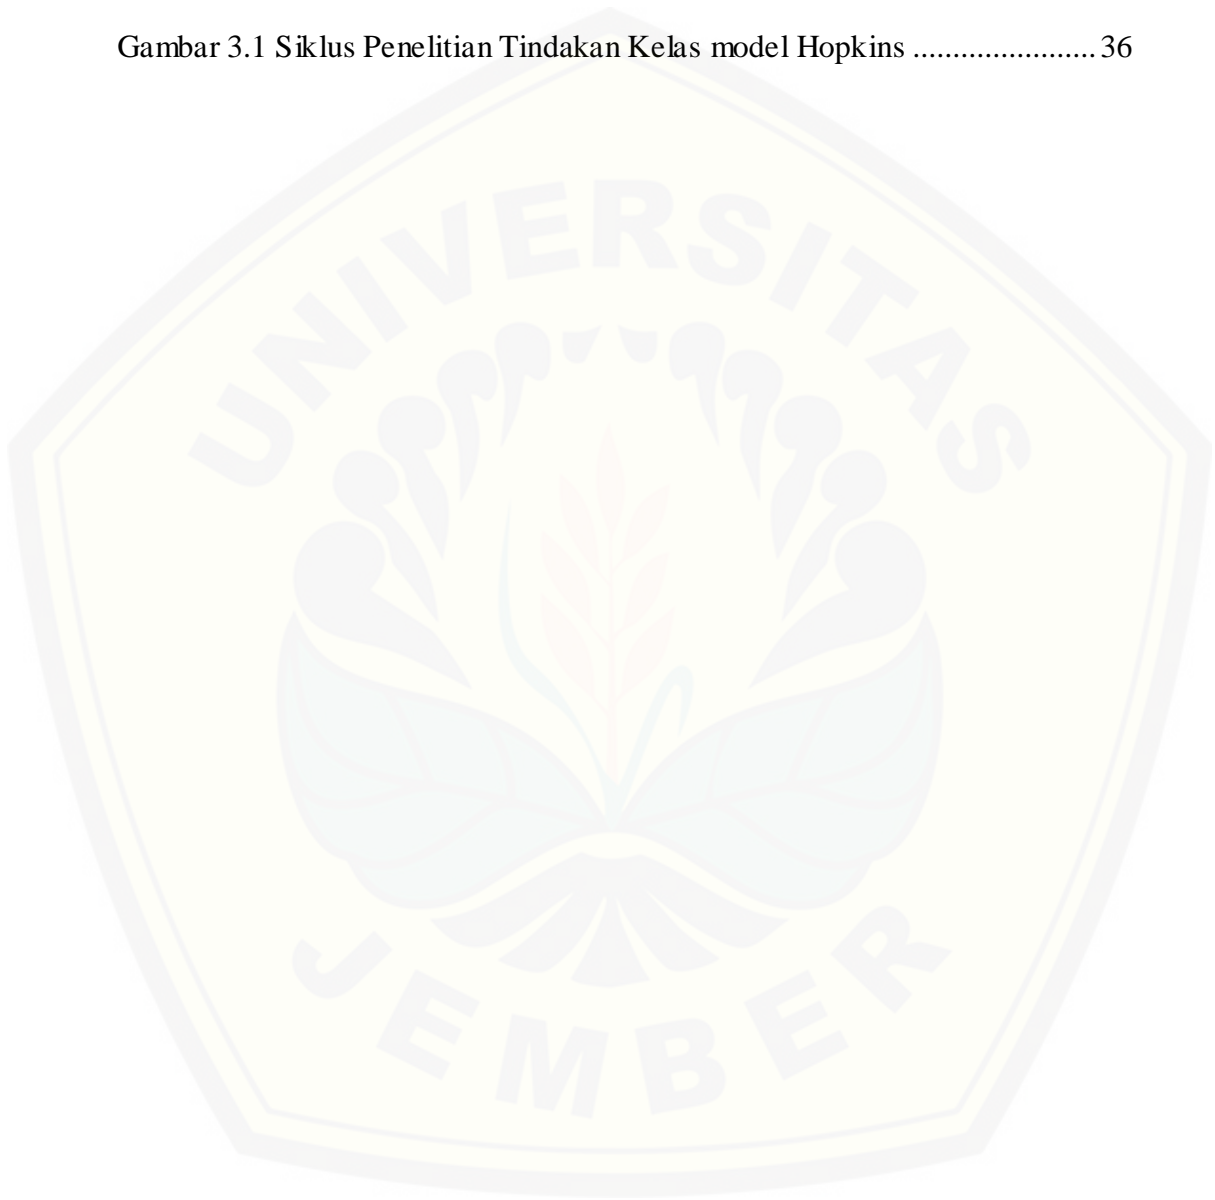 Gambar 3.1 Siklus Penelitian Tindakan Kelas model Hopkins ....................... 36
UNIVERSITAS
JEMBER